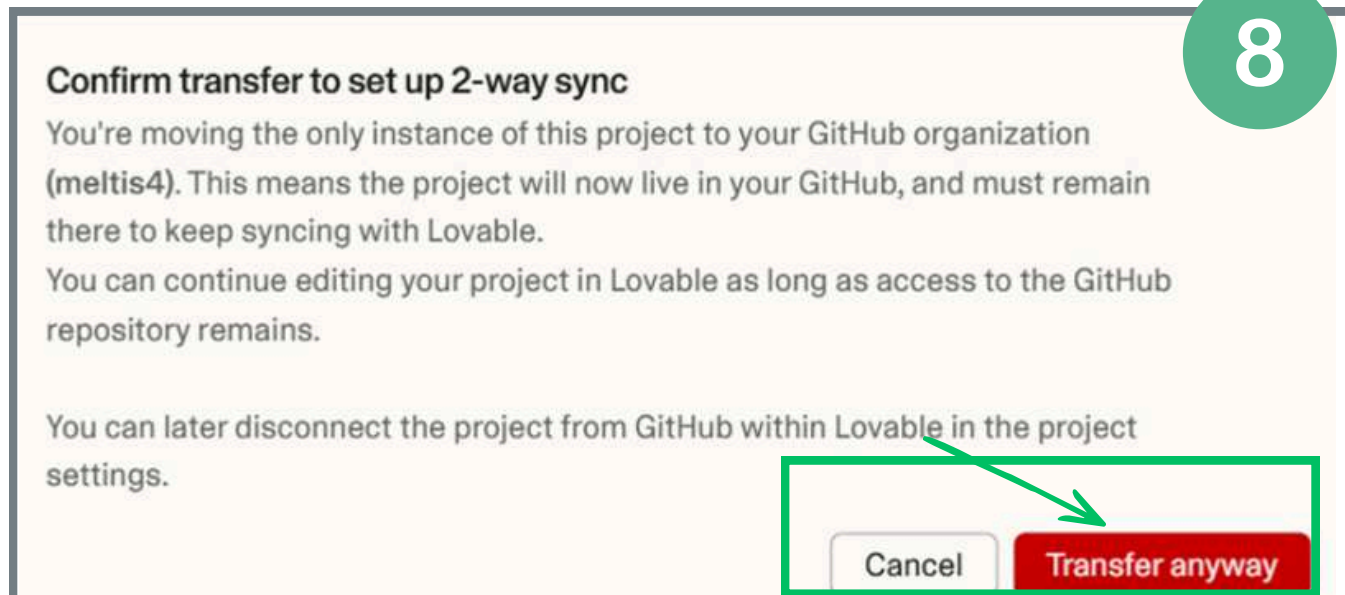 8
Confirm transfer to set up 2-way sync
You're moving the only instance of this project to your GitHub organization
(meltis4). This means the project will now live in your GitHub, and must remain
there to keep syncing with Lovable.
You can continue editing your project in Lovable as long as access to the GitHub
repository remains.
You can later disconnect the project from GitHub within Lovable in the project
settings.
Cancel Transfer anyway